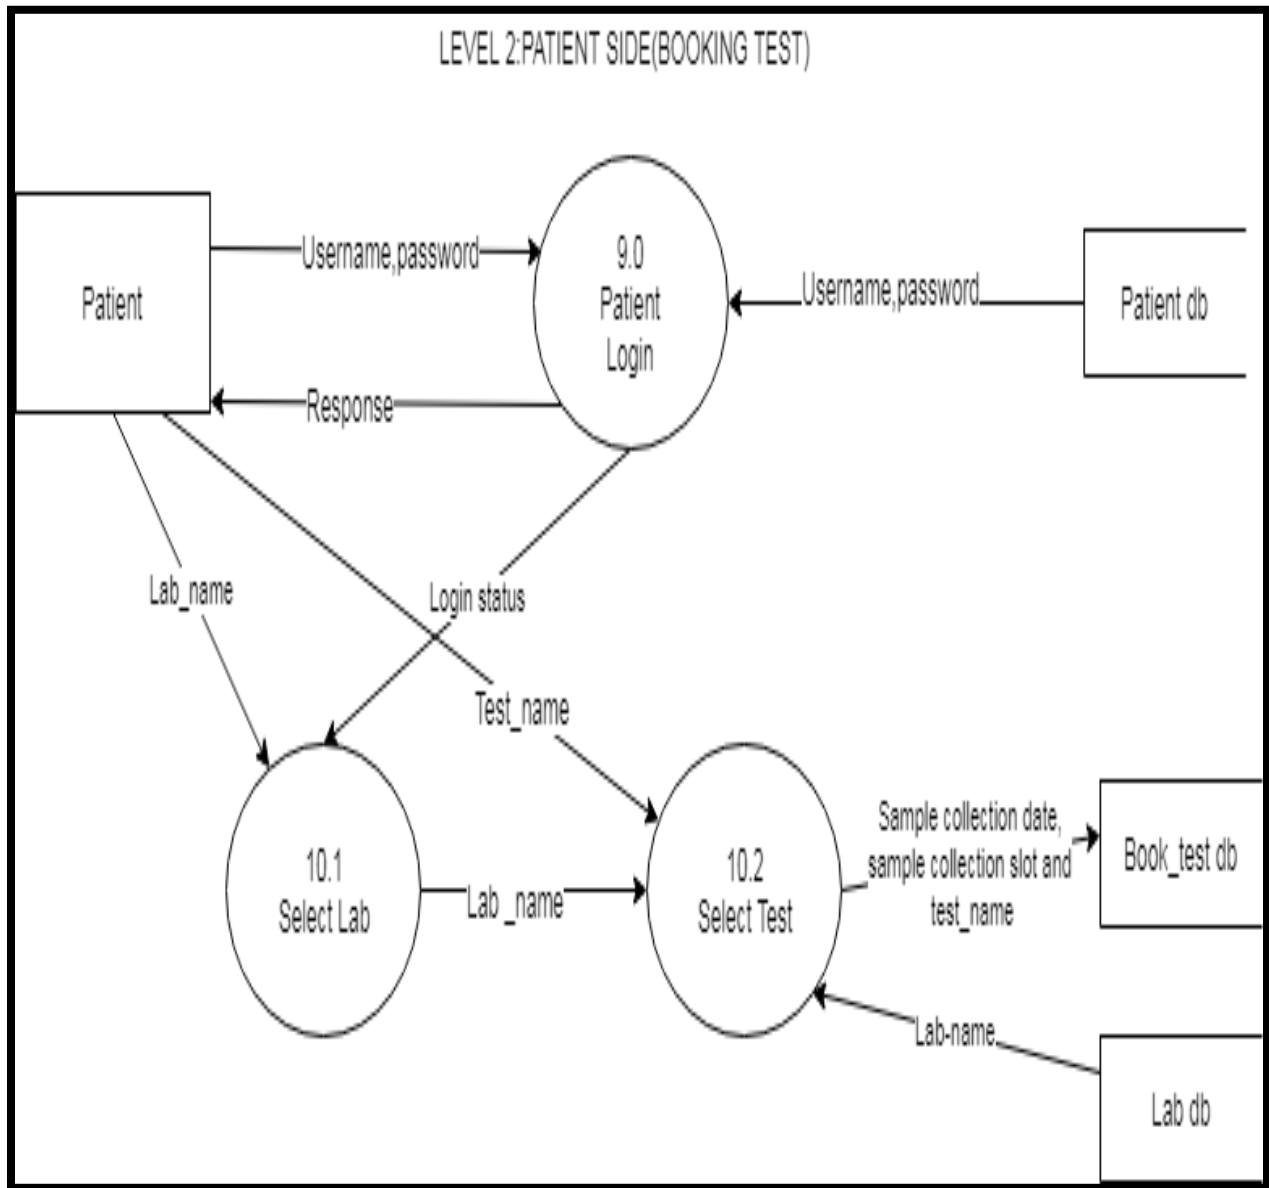 LEVEL 2:PATIENT SIDE(BOOKING TEST)
Patient
Username,password
9.0
Patient
Login
Username,password
Patient db
Response
Lab_name
Login status
Test_name
10.1
Select Lab
Lab _name
10.2
Select Test
Sample collection date,
sample collection slot and
test_name
Book_test db
Lab-name
Lab db